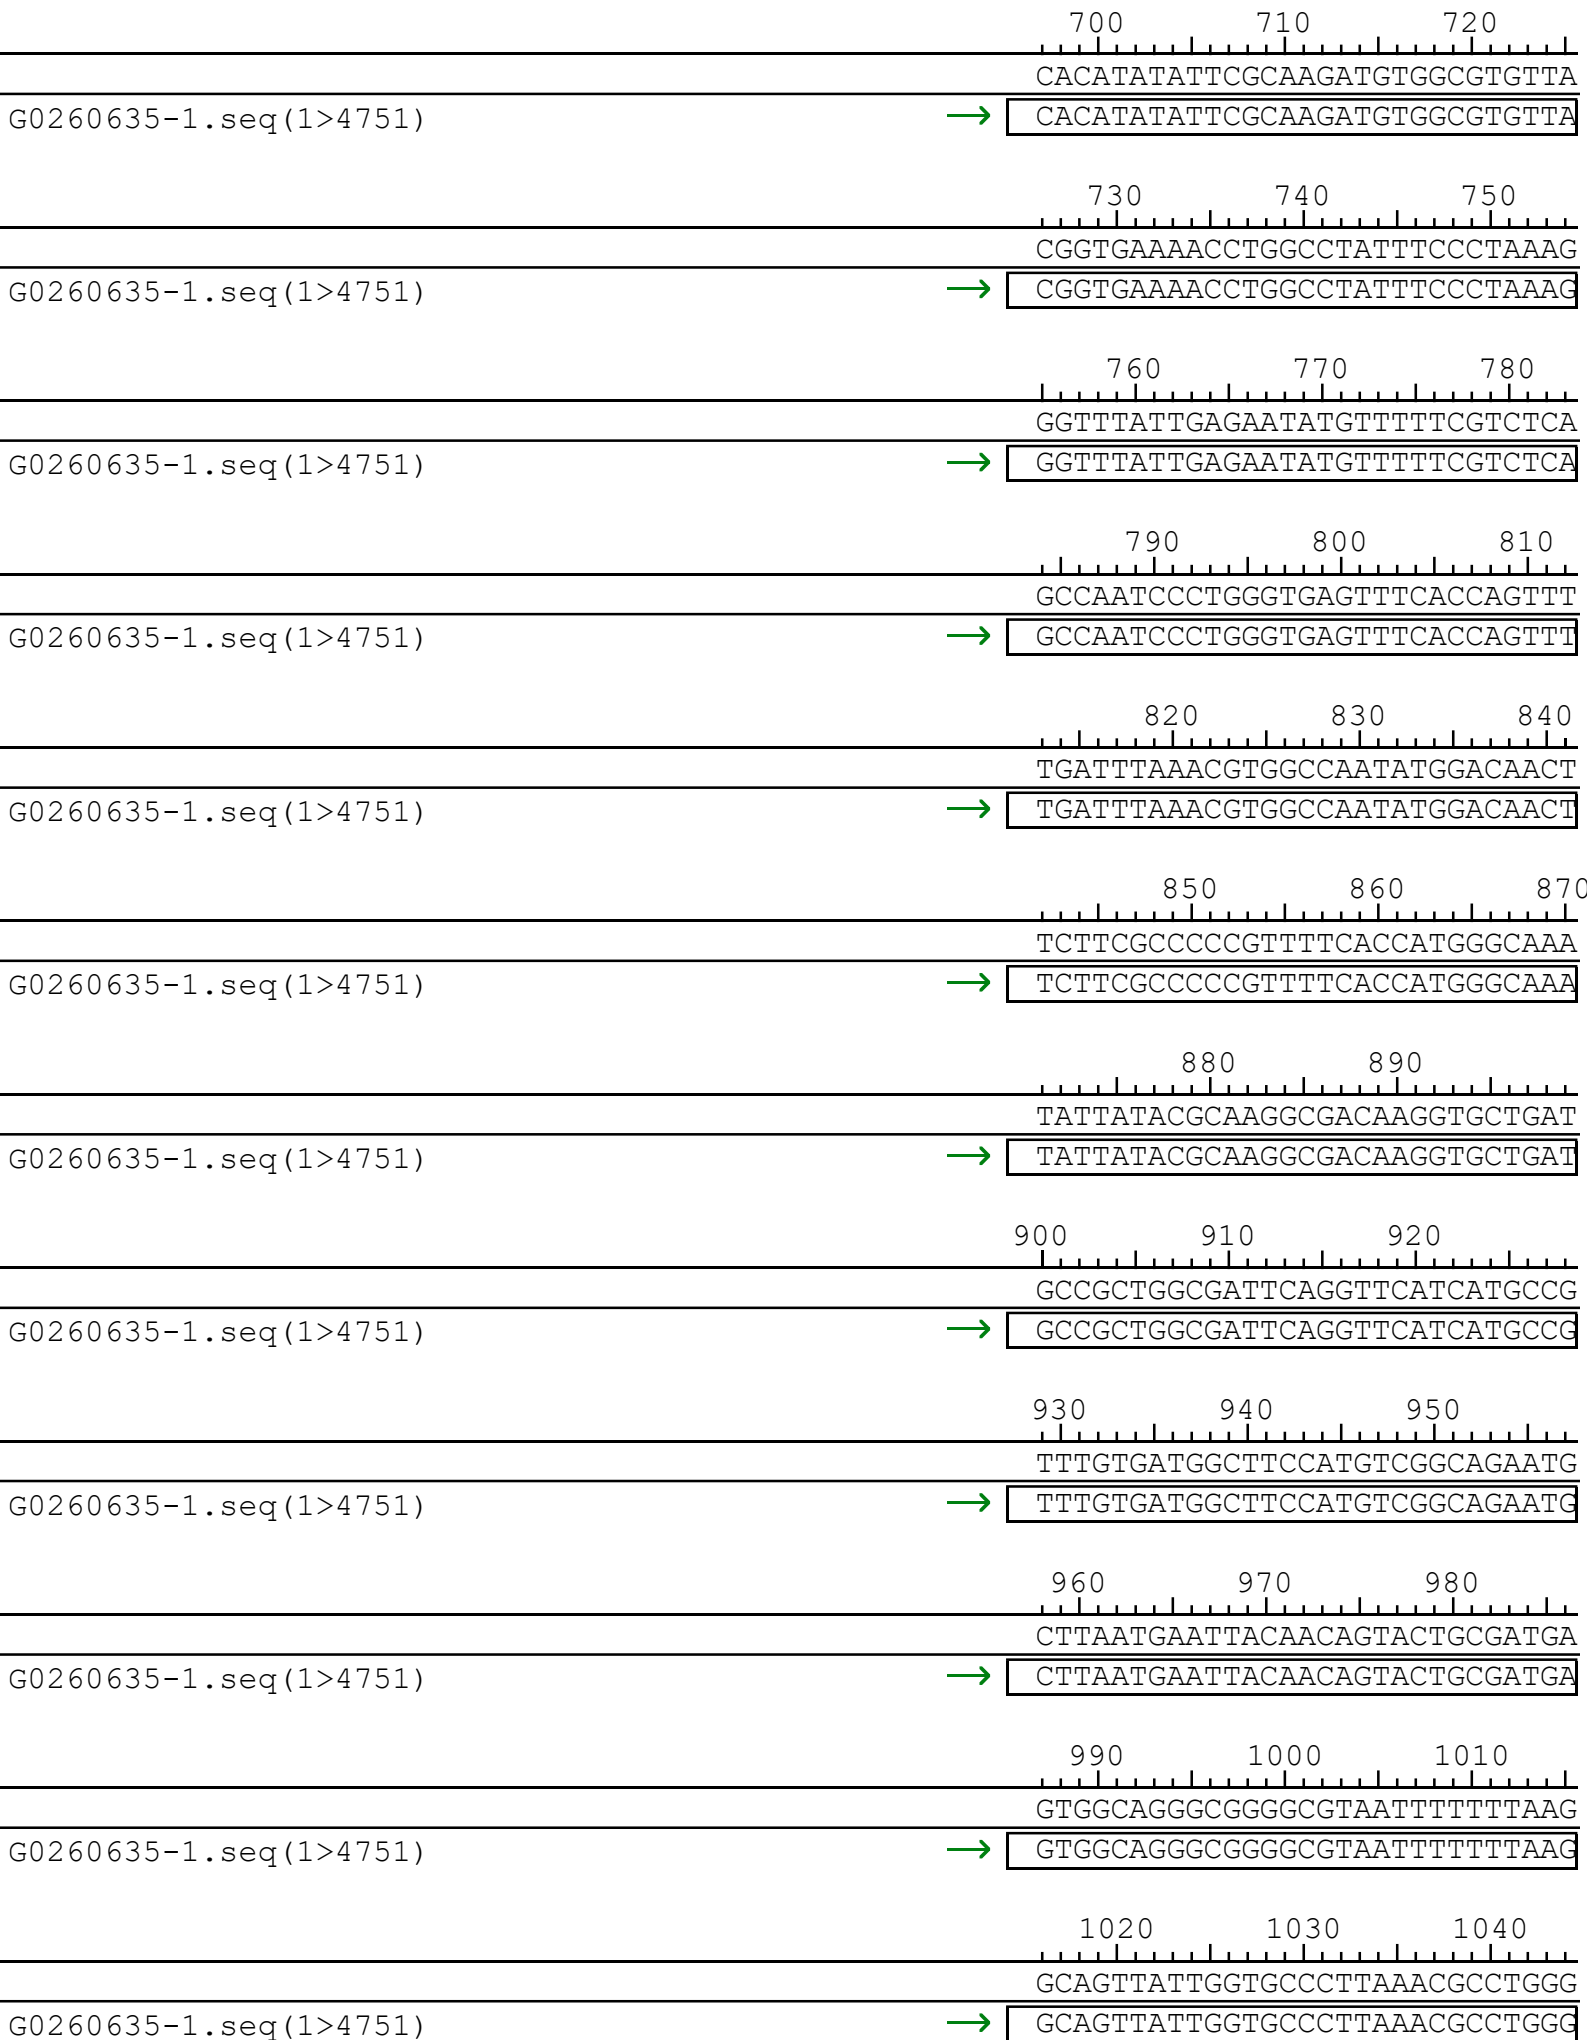 700 710 720
CACATATATTCGCAAGATGTGGCGTGTTA
G0260635-1.seq(1>4751) → CACATATATTCGCAAGATGTGGCGTGTTA
730 740 750
CGGTGAAAACCTGGCCTATTTCCCTAAAG
G0260635-1.seq(1>4751) → CGGTGAAAACCTGGCCTATTTCCCTAAAG
760 770 780
GGTTTATTGAGAATATGTTTTTCGTCTCA
G0260635-1.seq(1>4751) → GGTTTATTGAGAATATGTTTTTCGTCTCA
790 800 810
GCCAATCCCTGGGTGAGTTTCACCAGTTT
G0260635-1.seq(1>4751) → GCCAATCCCTGGGTGAGTTTCACCAGTTT
820 830 840
TGATTTAAACGTGGCCAATATGGACAACT
G0260635-1.seq(1>4751) → TGATTTAAACGTGGCCAATATGGACAACT
850 860 870
TCTTCGCCCCCGTTTTCACCATGGGCAAA
G0260635-1.seq(1>4751) → TCTTCGCCCCCGTTTTCACCATGGGCAAA
880 890
TATTATACGCAAGGCGACAAGGTGCTGAT
G0260635-1.seq(1>4751) → TATTATACGCAAGGCGACAAGGTGCTGAT
900 910 920
GCCGCTGGCGATTCAGGTTCATCATGCCG
G0260635-1.seq(1>4751) → GCCGCTGGCGATTCAGGTTCATCATGCCG
930 940 950
TTTGTGATGGCTTCCATGTCGGCAGAATG
G0260635-1.seq(1>4751) → TTTGTGATGGCTTCCATGTCGGCAGAATG
960 970 980
CTTAATGAATTACAACAGTACTGCGATGA
G0260635-1.seq(1>4751) → CTTAATGAATTACAACAGTACTGCGATGA
990 1000 1010
GTGGCAGGGCGGGGCGTAATTTTTTTAAG
G0260635-1.seq(1>4751) → GTGGCAGGGCGGGGCGTAATTTTTTTAAG
1020 1030 1040
GCAGTTATTGGTGCCCTTAAACGCCTGGG
G0260635-1.seq(1>4751) → GCAGTTATTGGTGCCCTTAAACGCCTGGG